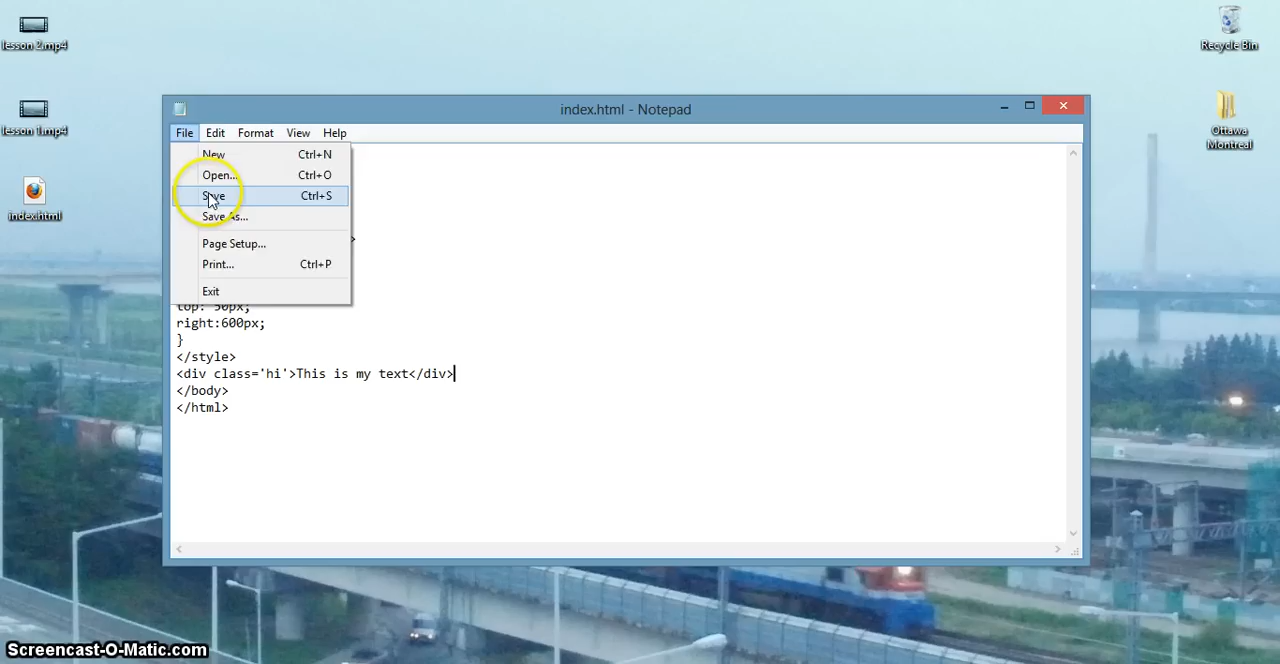 lesson 2.mp4
lesson 1.mp4
index.html
Recycle Bin
Ottawa
Montreal
index.html - Notepad
File Edit Format View Help
New Ctrl+N
Open... Ctrl+O
Save Ctrl+S
Save As...
Page Setup...
Print... Ctrl+P
Exit
>
top: 50px;
right:600px;
}
</style>
<div class='hi'>This is my text</div>
</body>
</html>
Screencast-O-Matic.com